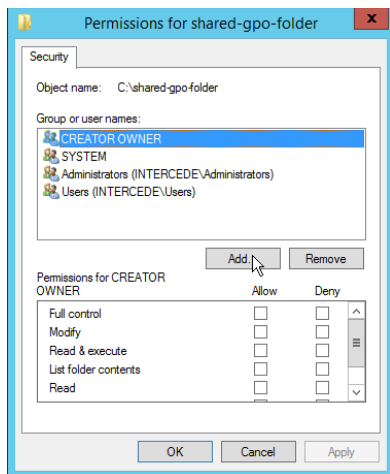 Permissions for shared-gpo-folder
x
Security
Object name: C:\shared-gpo-folder
Group or user names:
CREATOR OWNER
SYSTEM
Administrators (INTERCEDE\Administrators)
Users (INTERCEDE\Users)
Add... Remove
Permissions for CREATOR
OWNER Allow Deny
Full control
Modify
Read & execute
List folder contents
Read
OK Cancel Apply